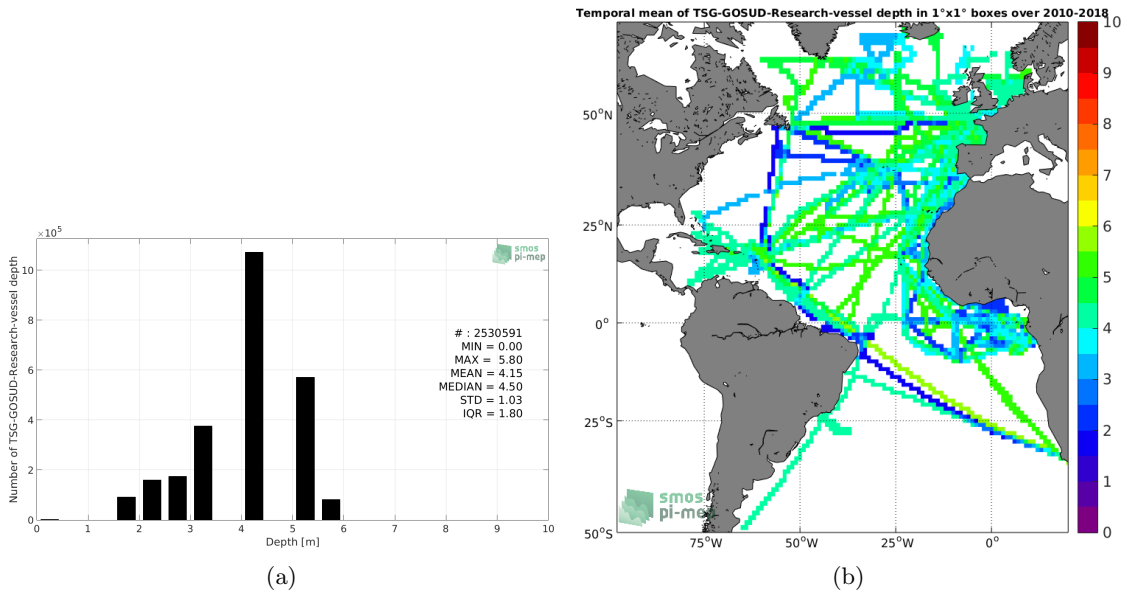 ×10⁵
10
8
6
4
2
0
0 1 2 3 4 5 6 7 8 9 10
Number of TSG-GOSUD-Research-vessel depth
Depth [m]
smos
pi-mep
# : 2530591
MIN = 0.00
MAX = 5.80
MEAN = 4.15
MEDIAN = 4.50
STD = 1.03
IQR = 1.80
(a)
Temporal mean of TSG-GOSUD-Research-vessel depth in 1°x1° boxes over 2010-2018
50°N
25°N
0°
25°S
50°S
75°W 50°W 25°W 0°
smos
pi-mep
10
9
8
7
6
5
4
3
2
1
0
(b)